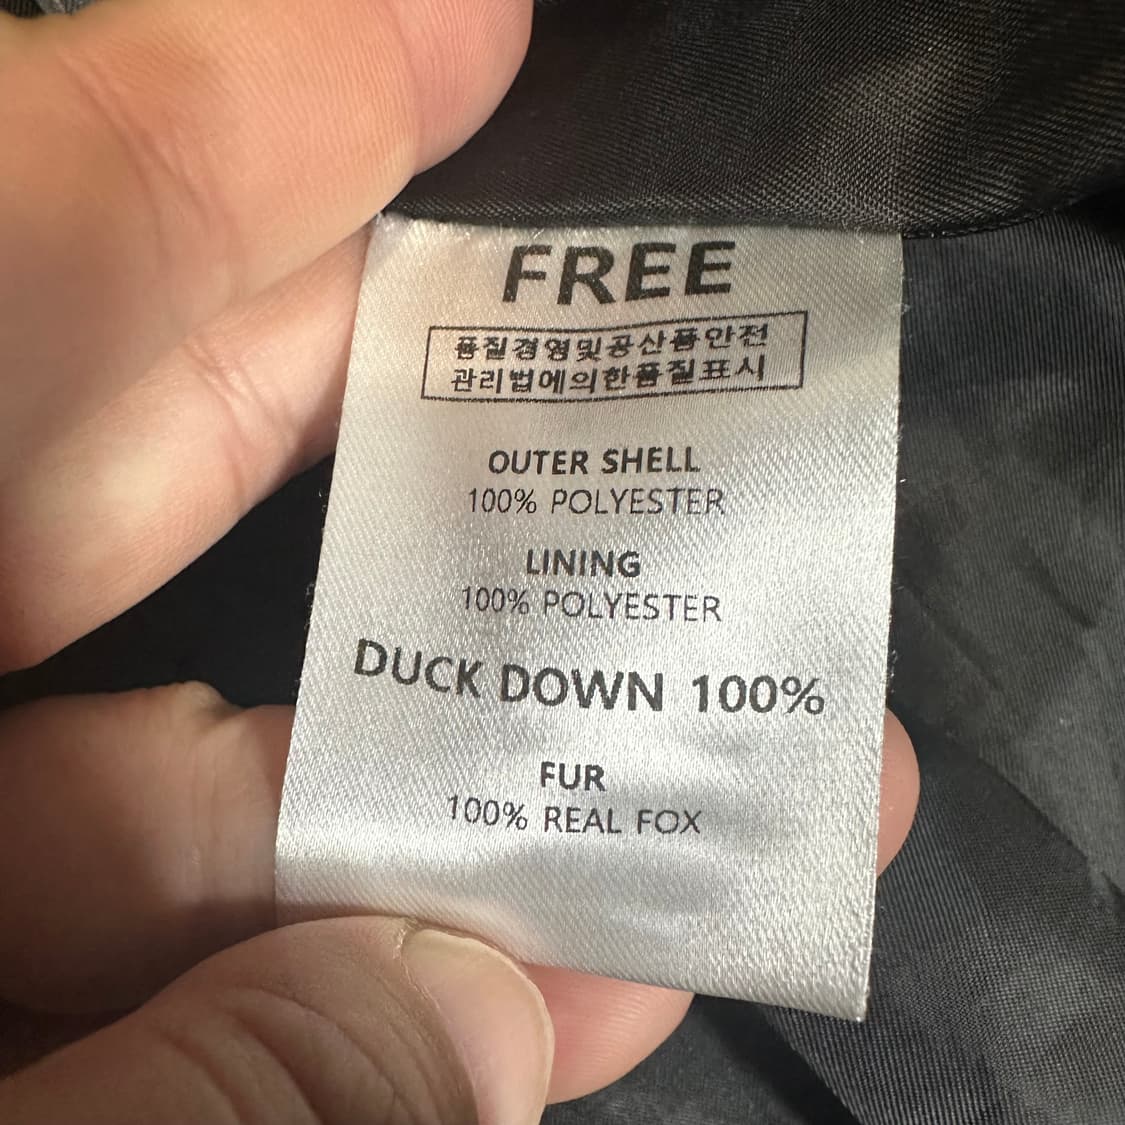 FREE
품질경영및공산품안전
관리법에의한품질표시
OUTER SHELL
100% POLYESTER
LINING
100% POLYESTER
DUCK DOWN 100%
FUR
100% REAL FOX